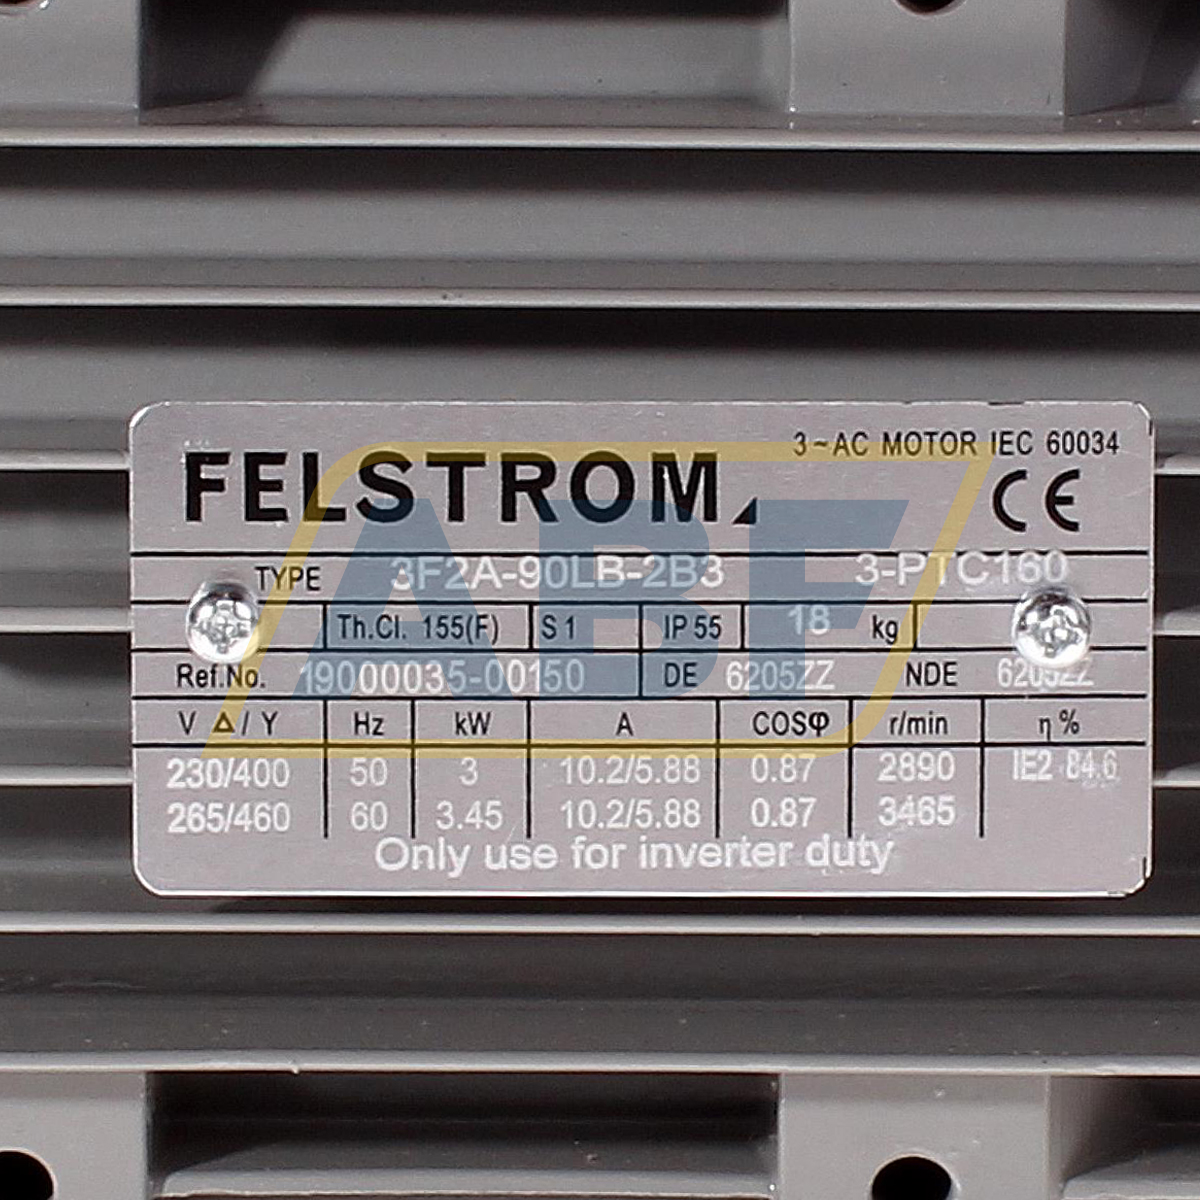 3~AC MOTOR IEC 60034
FELSTROM
CE
TYPE 3F2A-90LB-2B3 3-PTC160
Th.Cl. 155(F) S1 IP 55 18 kg
Ref.No. 19000035-00150 DE 6205ZZ NDE 6205ZZ
V Δ/Y Hz kW A COSφ r/min η%
230/400 50 3 10.2/5.88 0.87 2890 IE2 84.6
265/460 60 3.45 10.2/5.88 0.87 3465
Only use for inverter duty
ABF